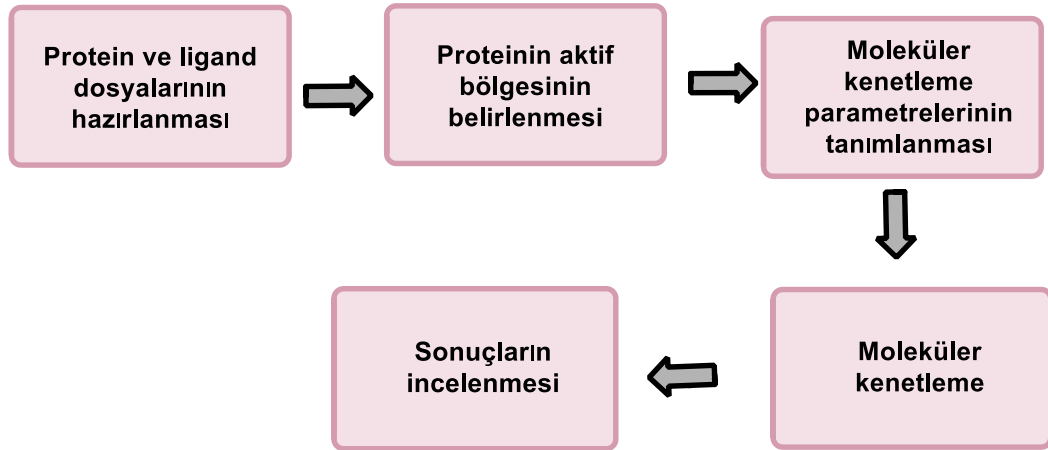 Protein ve ligand
dosyalarının
hazırlanması
Proteinin aktif
bölgesinin
belirlenmesi
Moleküler
kenetleme
parametrelerinin
tanımlanması
Moleküler
kenetleme
Sonuçların
incelenmesi